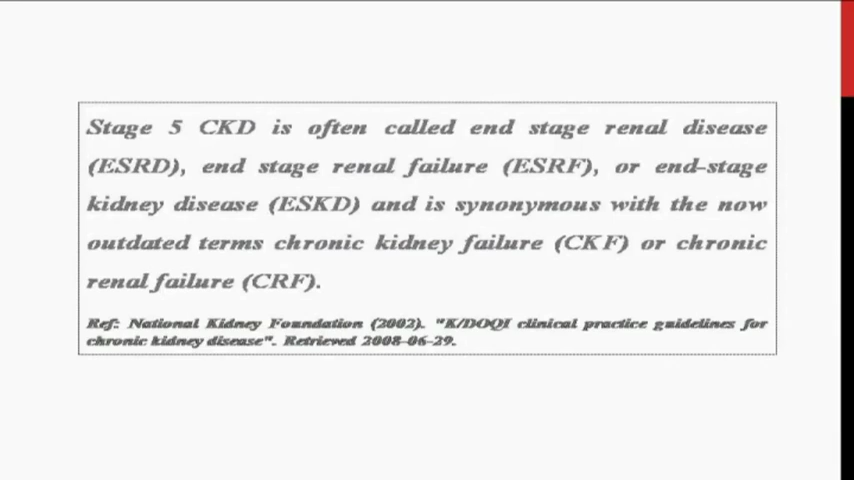 Stage 5 CKD is often called end stage renal disease
(ESRD), end stage renal failure (ESRF), or end-stage
kidney disease (ESKD) and is synonymous with the now
outdated terms chronic kidney failure (CKF) or chronic
renal failure (CRF).
Ref: National Kidney Foundation (2002). "K/DOQI clinical practice guidelines for
chronic kidney disease". Retrieved 2008-06-29.